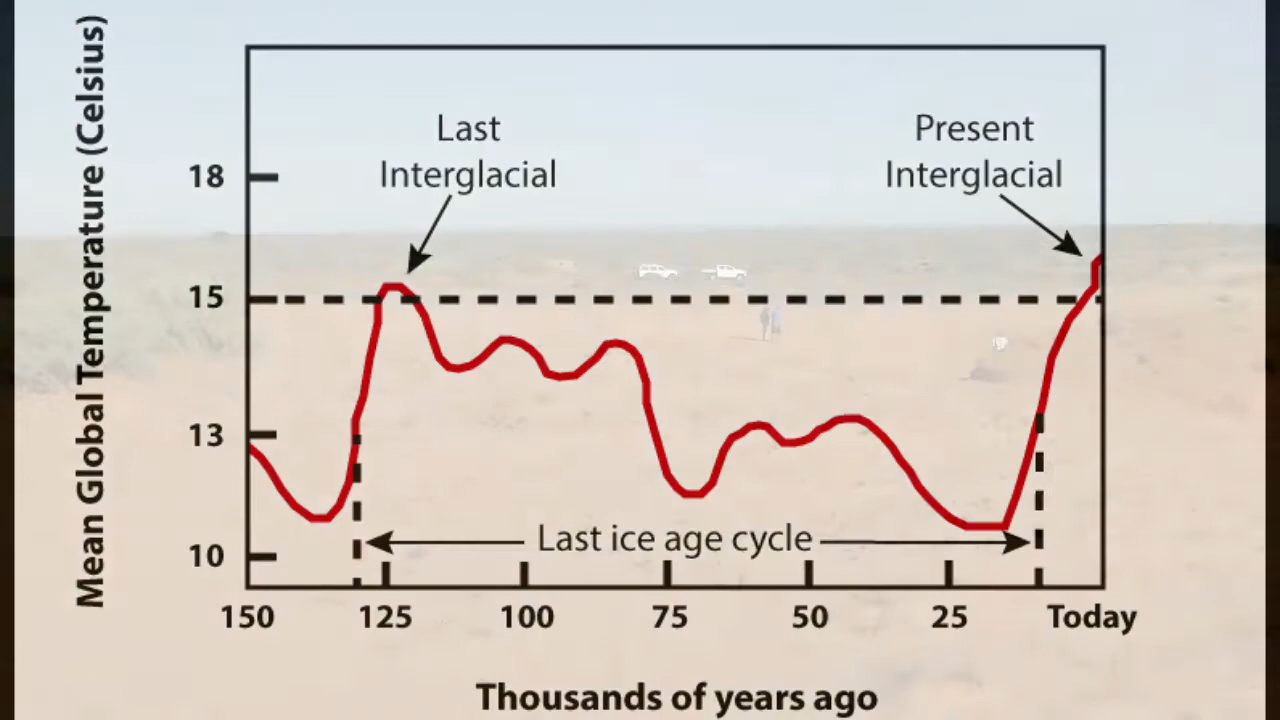 Mean Global Temperature (Celsius)
Last
Interglacial
Present
Interglacial
18
15
13
10
Last ice age cycle
150
125
100
75
50
25
Today
Thousands of years ago